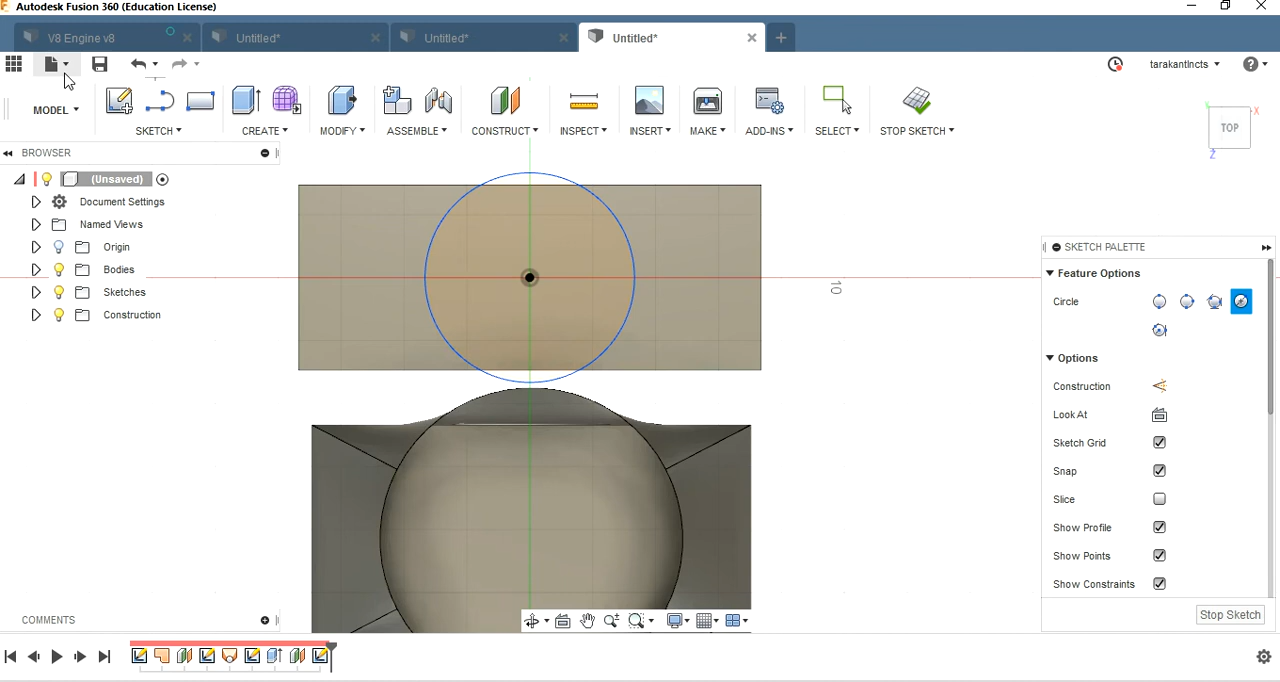 Autodesk Fusion 360 (Education License)
V8 Engine v8
Untitled*
Untitled*
Untitled*
tarakantincts
MODEL
SKETCH
CREATE
MODIFY
ASSEMBLE
CONSTRUCT
INSPECT
INSERT
MAKE
ADD-INS
SELECT
STOP SKETCH
X
TOP
Z
BROWSER
(Unsaved)
Document Settings
Named Views
Origin
Bodies
Sketches
Construction
10
SKETCH PALETTE
Feature Options
Circle
Options
Construction
Look At
Sketch Grid
Snap
Slice
Show Profile
Show Points
Show Constraints
Stop Sketch
COMMENTS